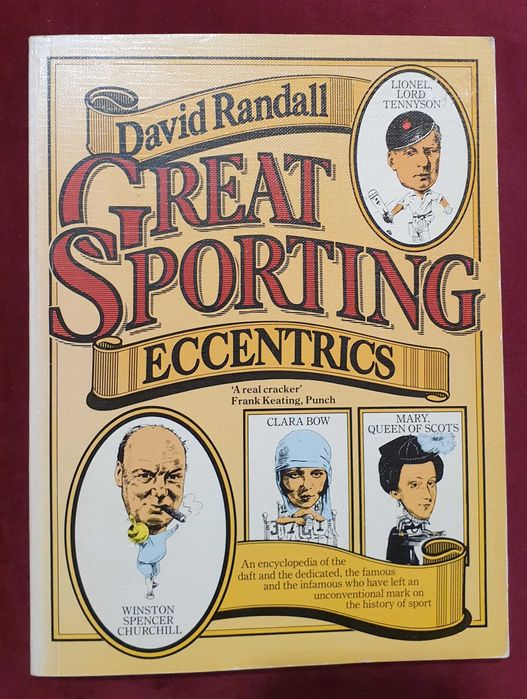 David Randall
GREAT
SPORTING
ECCENTRICS
LIONEL,
LORD
TENNYSON
'A real cracker'
Frank Keating, Punch
CLARA BOW
MARY,
QUEEN OF SCOTS
WINSTON
SPENCER
CHURCHILL
An encyclopedia of the
daft and the dedicated, the famous
and the infamous who have left an
unconventional mark on
the history of sport